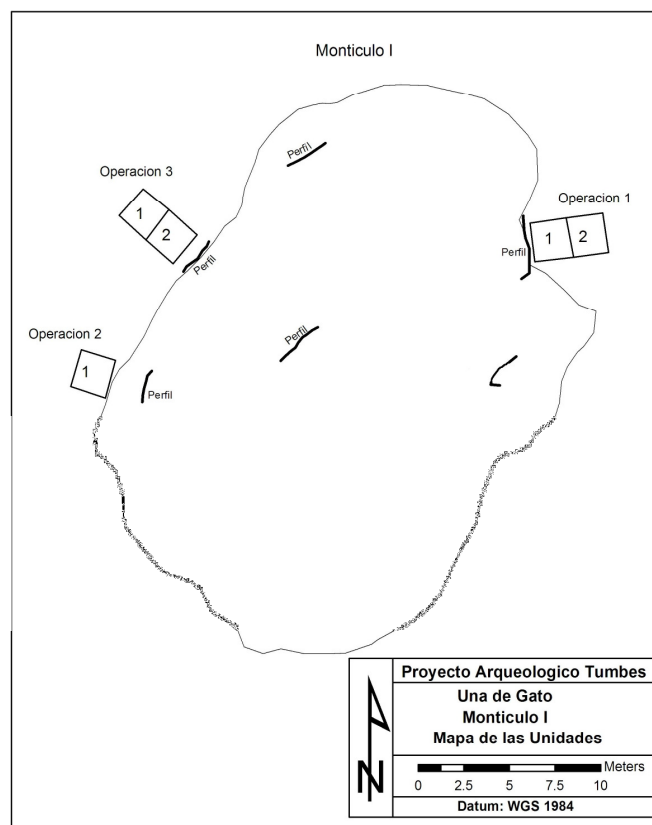 Monticulo I
Perfil
Operacion 3
1
2
Perfil
Operacion 1
1 2
Perfil
Operacion 2
1
Perfil
Perfil
Proyecto Arqueologico Tumbes
Una de Gato
Monticulo I
Mapa de las Unidades
Meters
0 2.5 5 7.5 10
Datum: WGS 1984
N